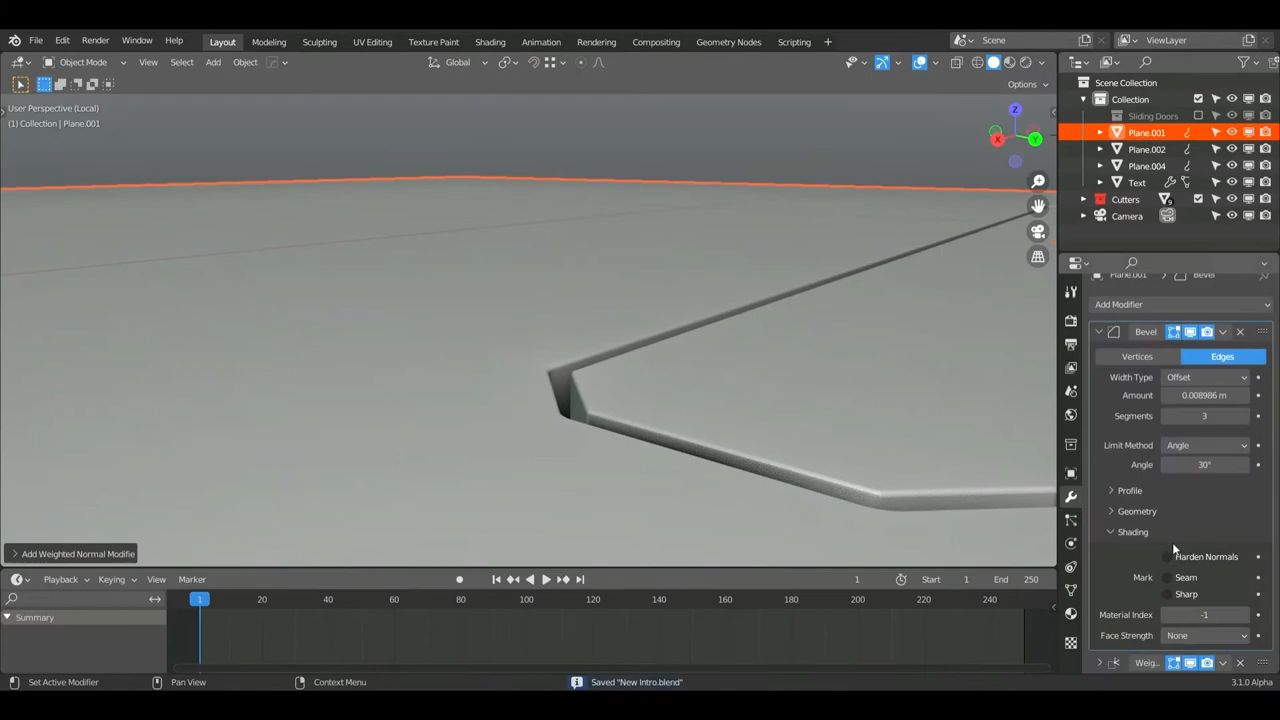 File Edit Render Window Help Layout Modeling Sculpting UV Editing Texture Paint Shading Animation Rendering Compositing Geometry Nodes Scripting + Scene ViewLayer
Object Mode View Select Add Object Global
Options
User Perspective (Local)
(1) Collection | Plane.001
Z
X
Y
Scene Collection
Collection
Sliding Doors
Plane.001
Plane.002
Plane.004
Text
Cutters 9
Camera
Plane.001 > Bevel
Add Modifier
Bevel
Vertices Edges
Width Type Offset
Amount 0.008986 m
Segments 3
Limit Method Angle
Angle 30°
Profile
Geometry
Shading
Harden Normals
Mark Seam
Sharp
Material Index -1
Face Strength None
Weig...
Add Weighted Normal Modifie
Playback Keying View Marker 1 Start 1 End 250
1 20 40 60 80 100 120 140 160 180 200 220 240
Summary
Set Active Modifier Pan View Context Menu Saved "New Intro.blend" 3.1.0 Alpha